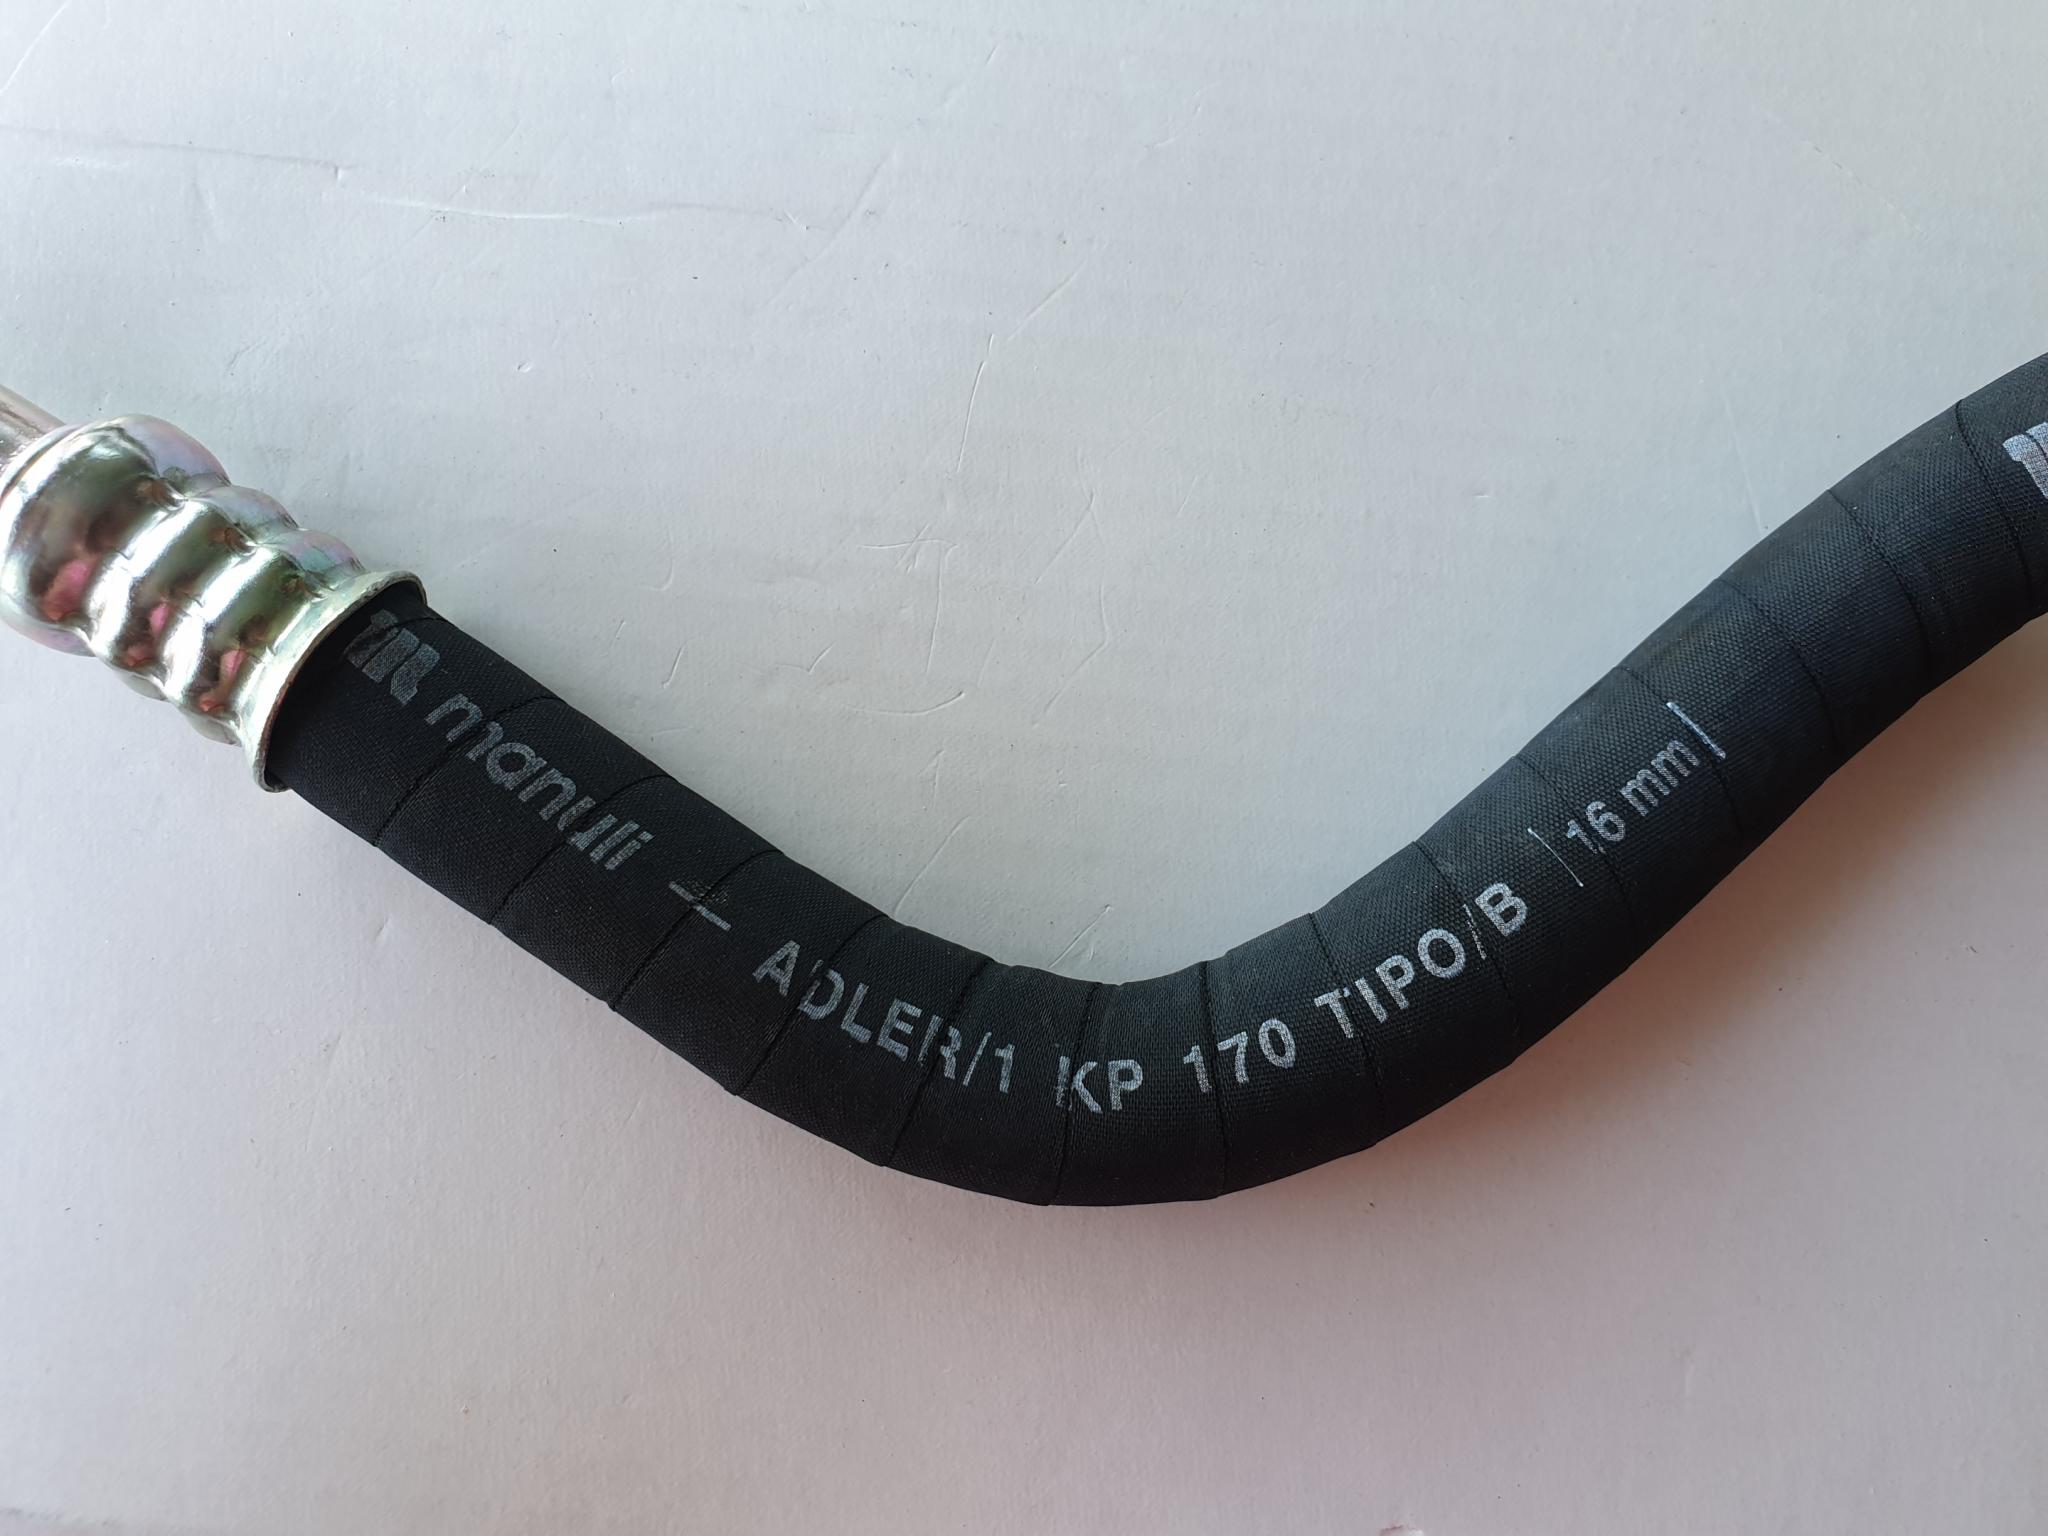 manuli — ADLER/1 KP 170 TIPO/B | 16 mm |